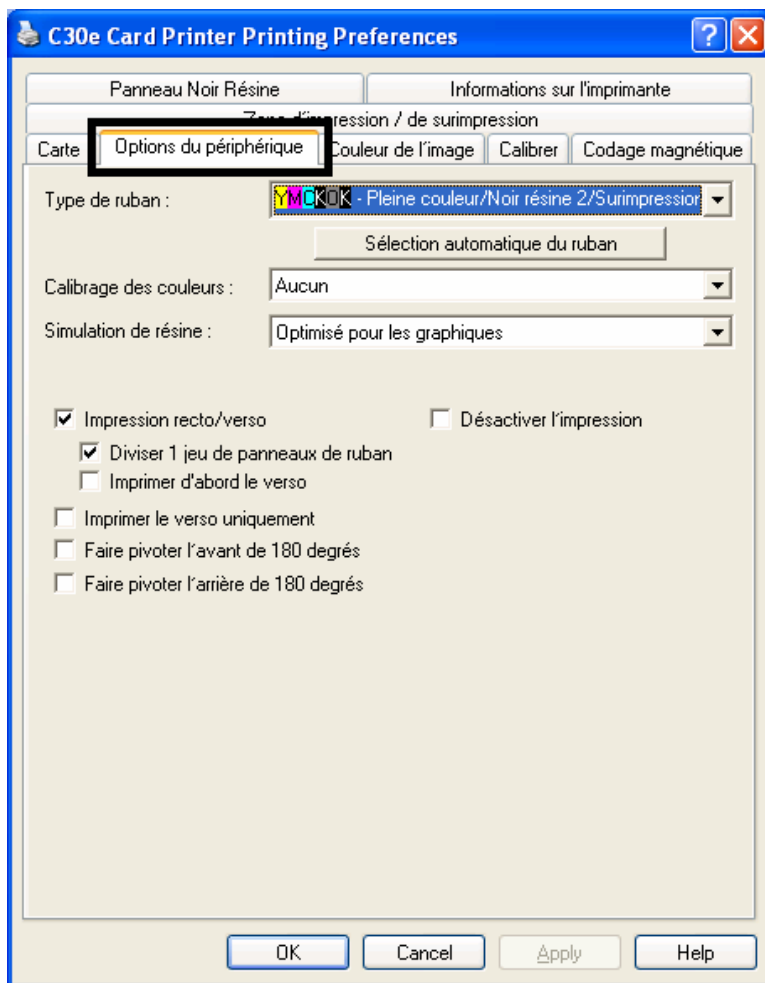 C30e Card Printer Printing Preferences
Panneau Noir Résine
Informations sur l'imprimante
Zone d'impression / de surimpression
Carte
Options du périphérique
Couleur de l'image
Calibrer
Codage magnétique
Type de ruban :
YMCKOK - Pleine couleur/Noir résine 2/Surimpression
Sélection automatique du ruban
Calibrage des couleurs :
Aucun
Simulation de résine :
Optimisé pour les graphiques
Impression recto/verso
Désactiver l'impression
Diviser 1 jeu de panneaux de ruban
Imprimer d'abord le verso
Imprimer le verso uniquement
Faire pivoter l'avant de 180 degrés
Faire pivoter l'arrière de 180 degrés
OK
Cancel
Apply
Help